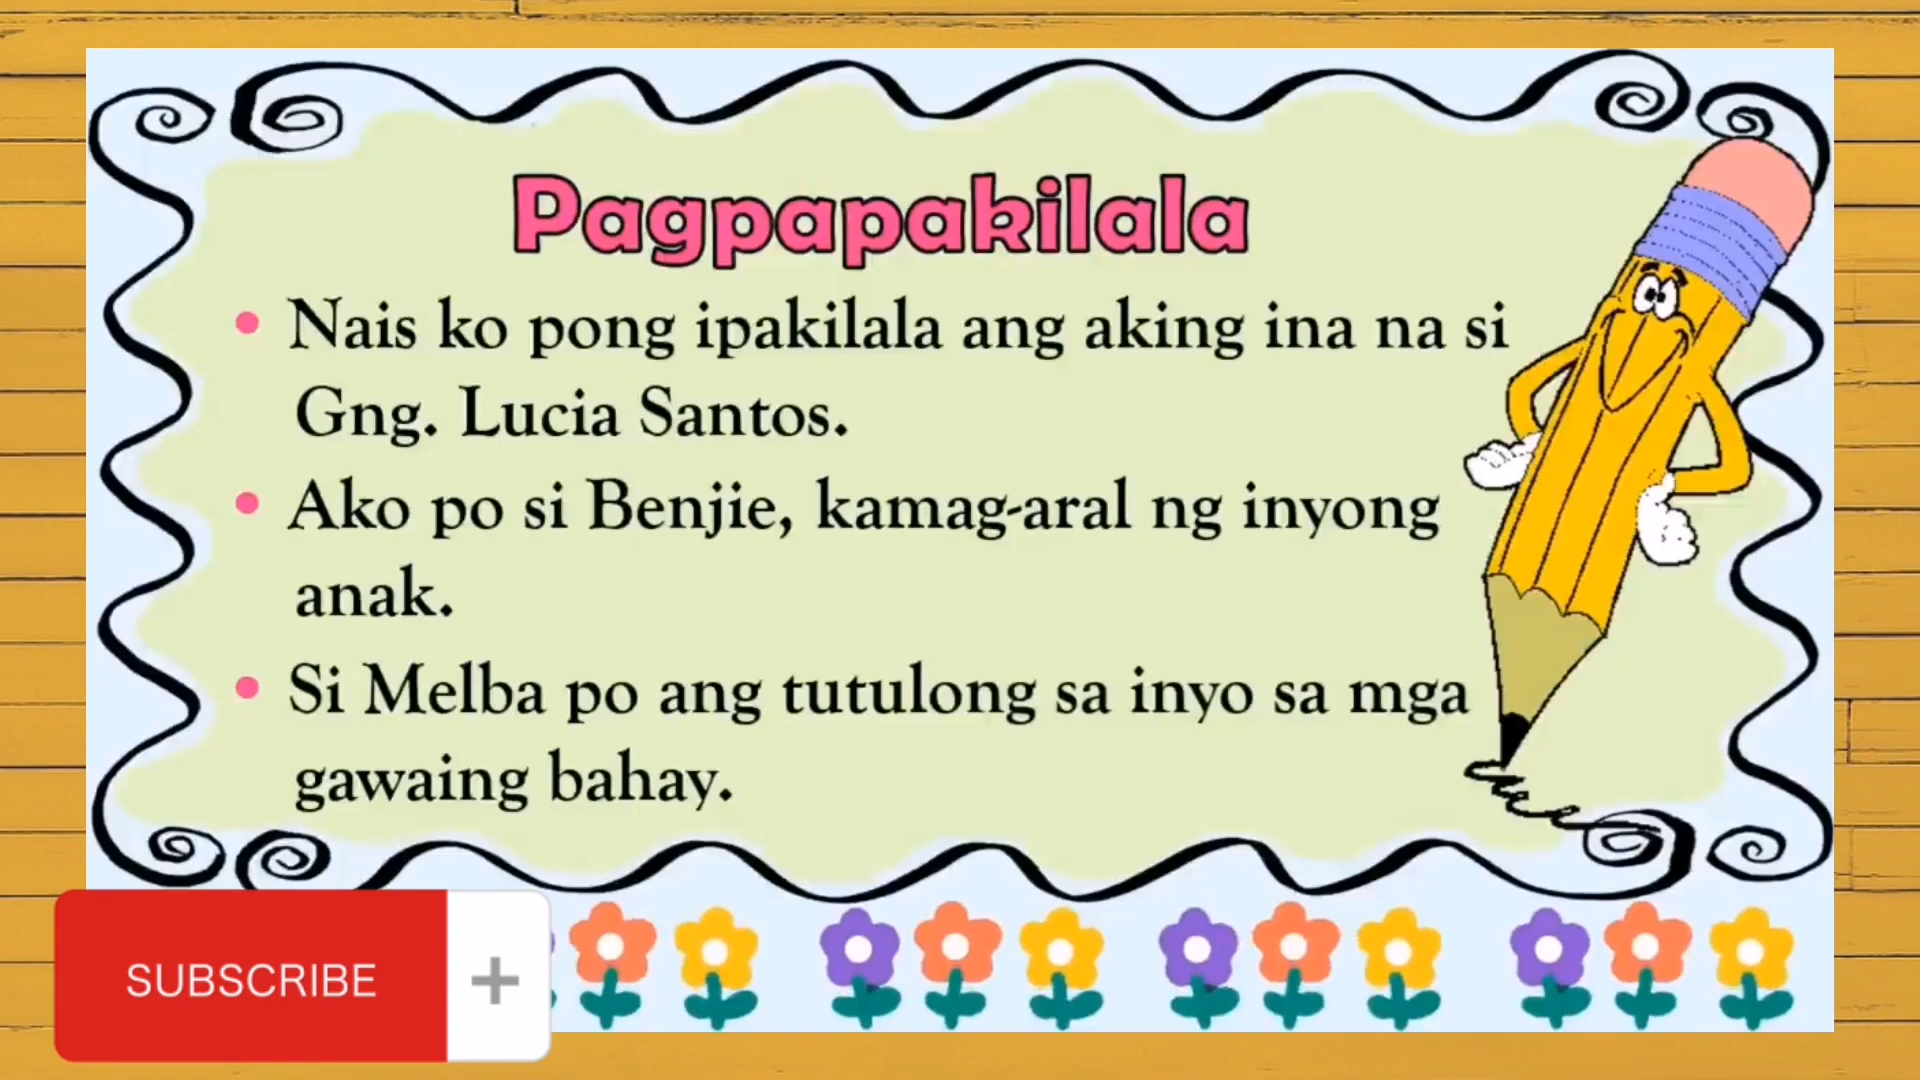 Pagpapakilala
• Nais ko pong ipakilala ang aking ina na si
Gng. Lucia Santos.
• Ako po si Benjie, kamag-aral ng inyong
anak.
• Si Melba po ang tutulong sa inyo sa mga
gawaing bahay.
SUBSCRIBE +